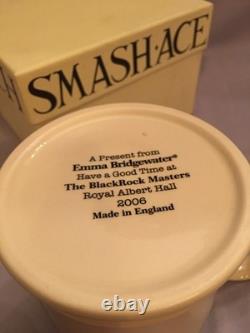 SMASH·ACE
A Present from
Emma Bridgewater®
Have a Good Time at
The BlackRock Masters
Royal Albert Hall
2006
Made in England
ebay